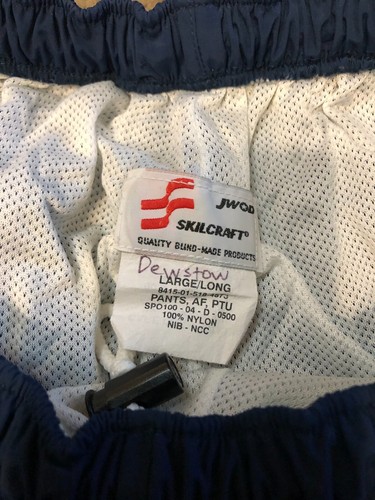 JWOD
SKILCRAFT®
QUALITY BLIND-MADE PRODUCTS
Dewstow
LARGE/LONG
PANTS, AF, PTU
SPO100 - 04 - D - 0500
100% NYLON
NIB - NCC